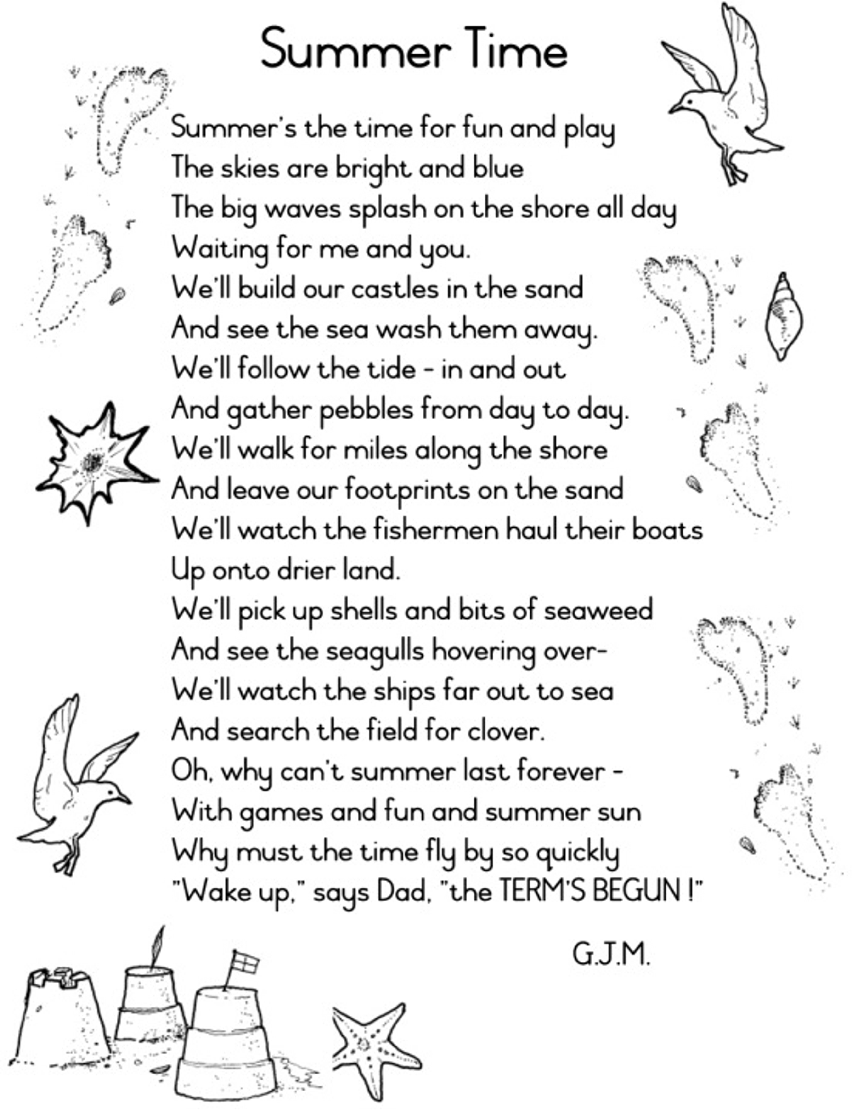 Summer Time
Summer's the time for fun and play
The skies are bright and blue
The big waves splash on the shore all day
Waiting for me and you.
We'll build our castles in the sand
And see the sea wash them away.
We'll follow the tide - in and out
And gather pebbles from day to day.
We'll walk for miles along the shore
And leave our footprints on the sand
We'll watch the fishermen haul their boats
Up onto drier land.
We'll pick up shells and bits of seaweed
And see the seagulls hovering over-
We'll watch the ships far out to sea
And search the field for clover.
Oh, why can't summer last forever -
With games and fun and summer sun
Why must the time fly by so quickly
"Wake up," says Dad, "the TERM'S BEGUN !"
G.J.M.